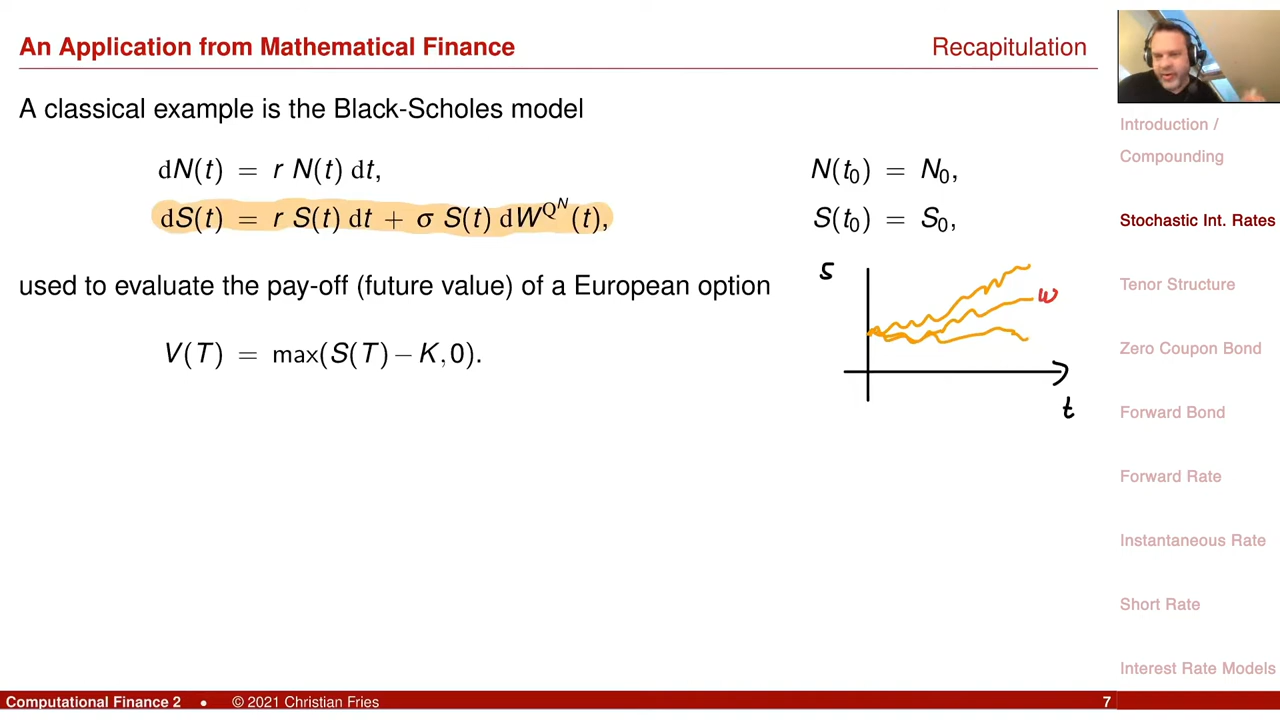 An Application from Mathematical Finance
Recapitulation
A classical example is the Black-Scholes model
dN(t) = r N(t) dt, N(t₀) = N₀,
dS(t) = r S(t) dt + σ S(t) dW^{Q^N}(t), S(t₀) = S₀,
used to evaluate the pay-off (future value) of a European option
V(T) = max(S(T) − K, 0).
S
ω
t
Introduction /
Compounding
Stochastic Int. Rates
Tenor Structure
Zero Coupon Bond
Forward Bond
Forward Rate
Instantaneous Rate
Short Rate
Interest Rate Models
Computational Finance 2 • © 2021 Christian Fries 7